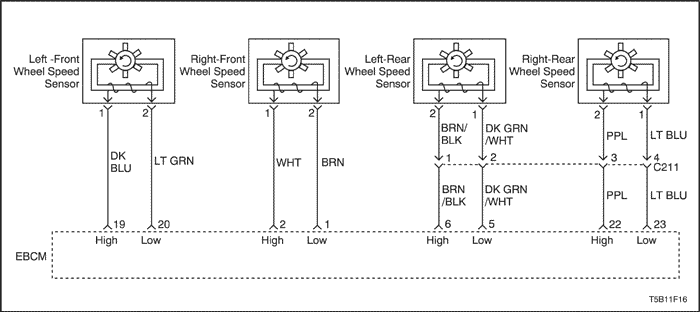 Left -Front
Wheel Speed
Sensor
Right-Front
Wheel Speed
Sensor
Left-Rear
Wheel Speed
Sensor
Right-Rear
Wheel Speed
Sensor
1 2 1 2 2 1 2 1
BRN/
BLK
DK GRN
/WHT
PPL
LT BLU
DK
BLU
LT GRN
WHT
BRN
1 2 3 4
C211
BRN
/BLK
DK GRN
/WHT
PPL
LT BLU
19 20 2 1 6 5 22 23
High Low High Low High Low High Low
EBCM
T5B11F16